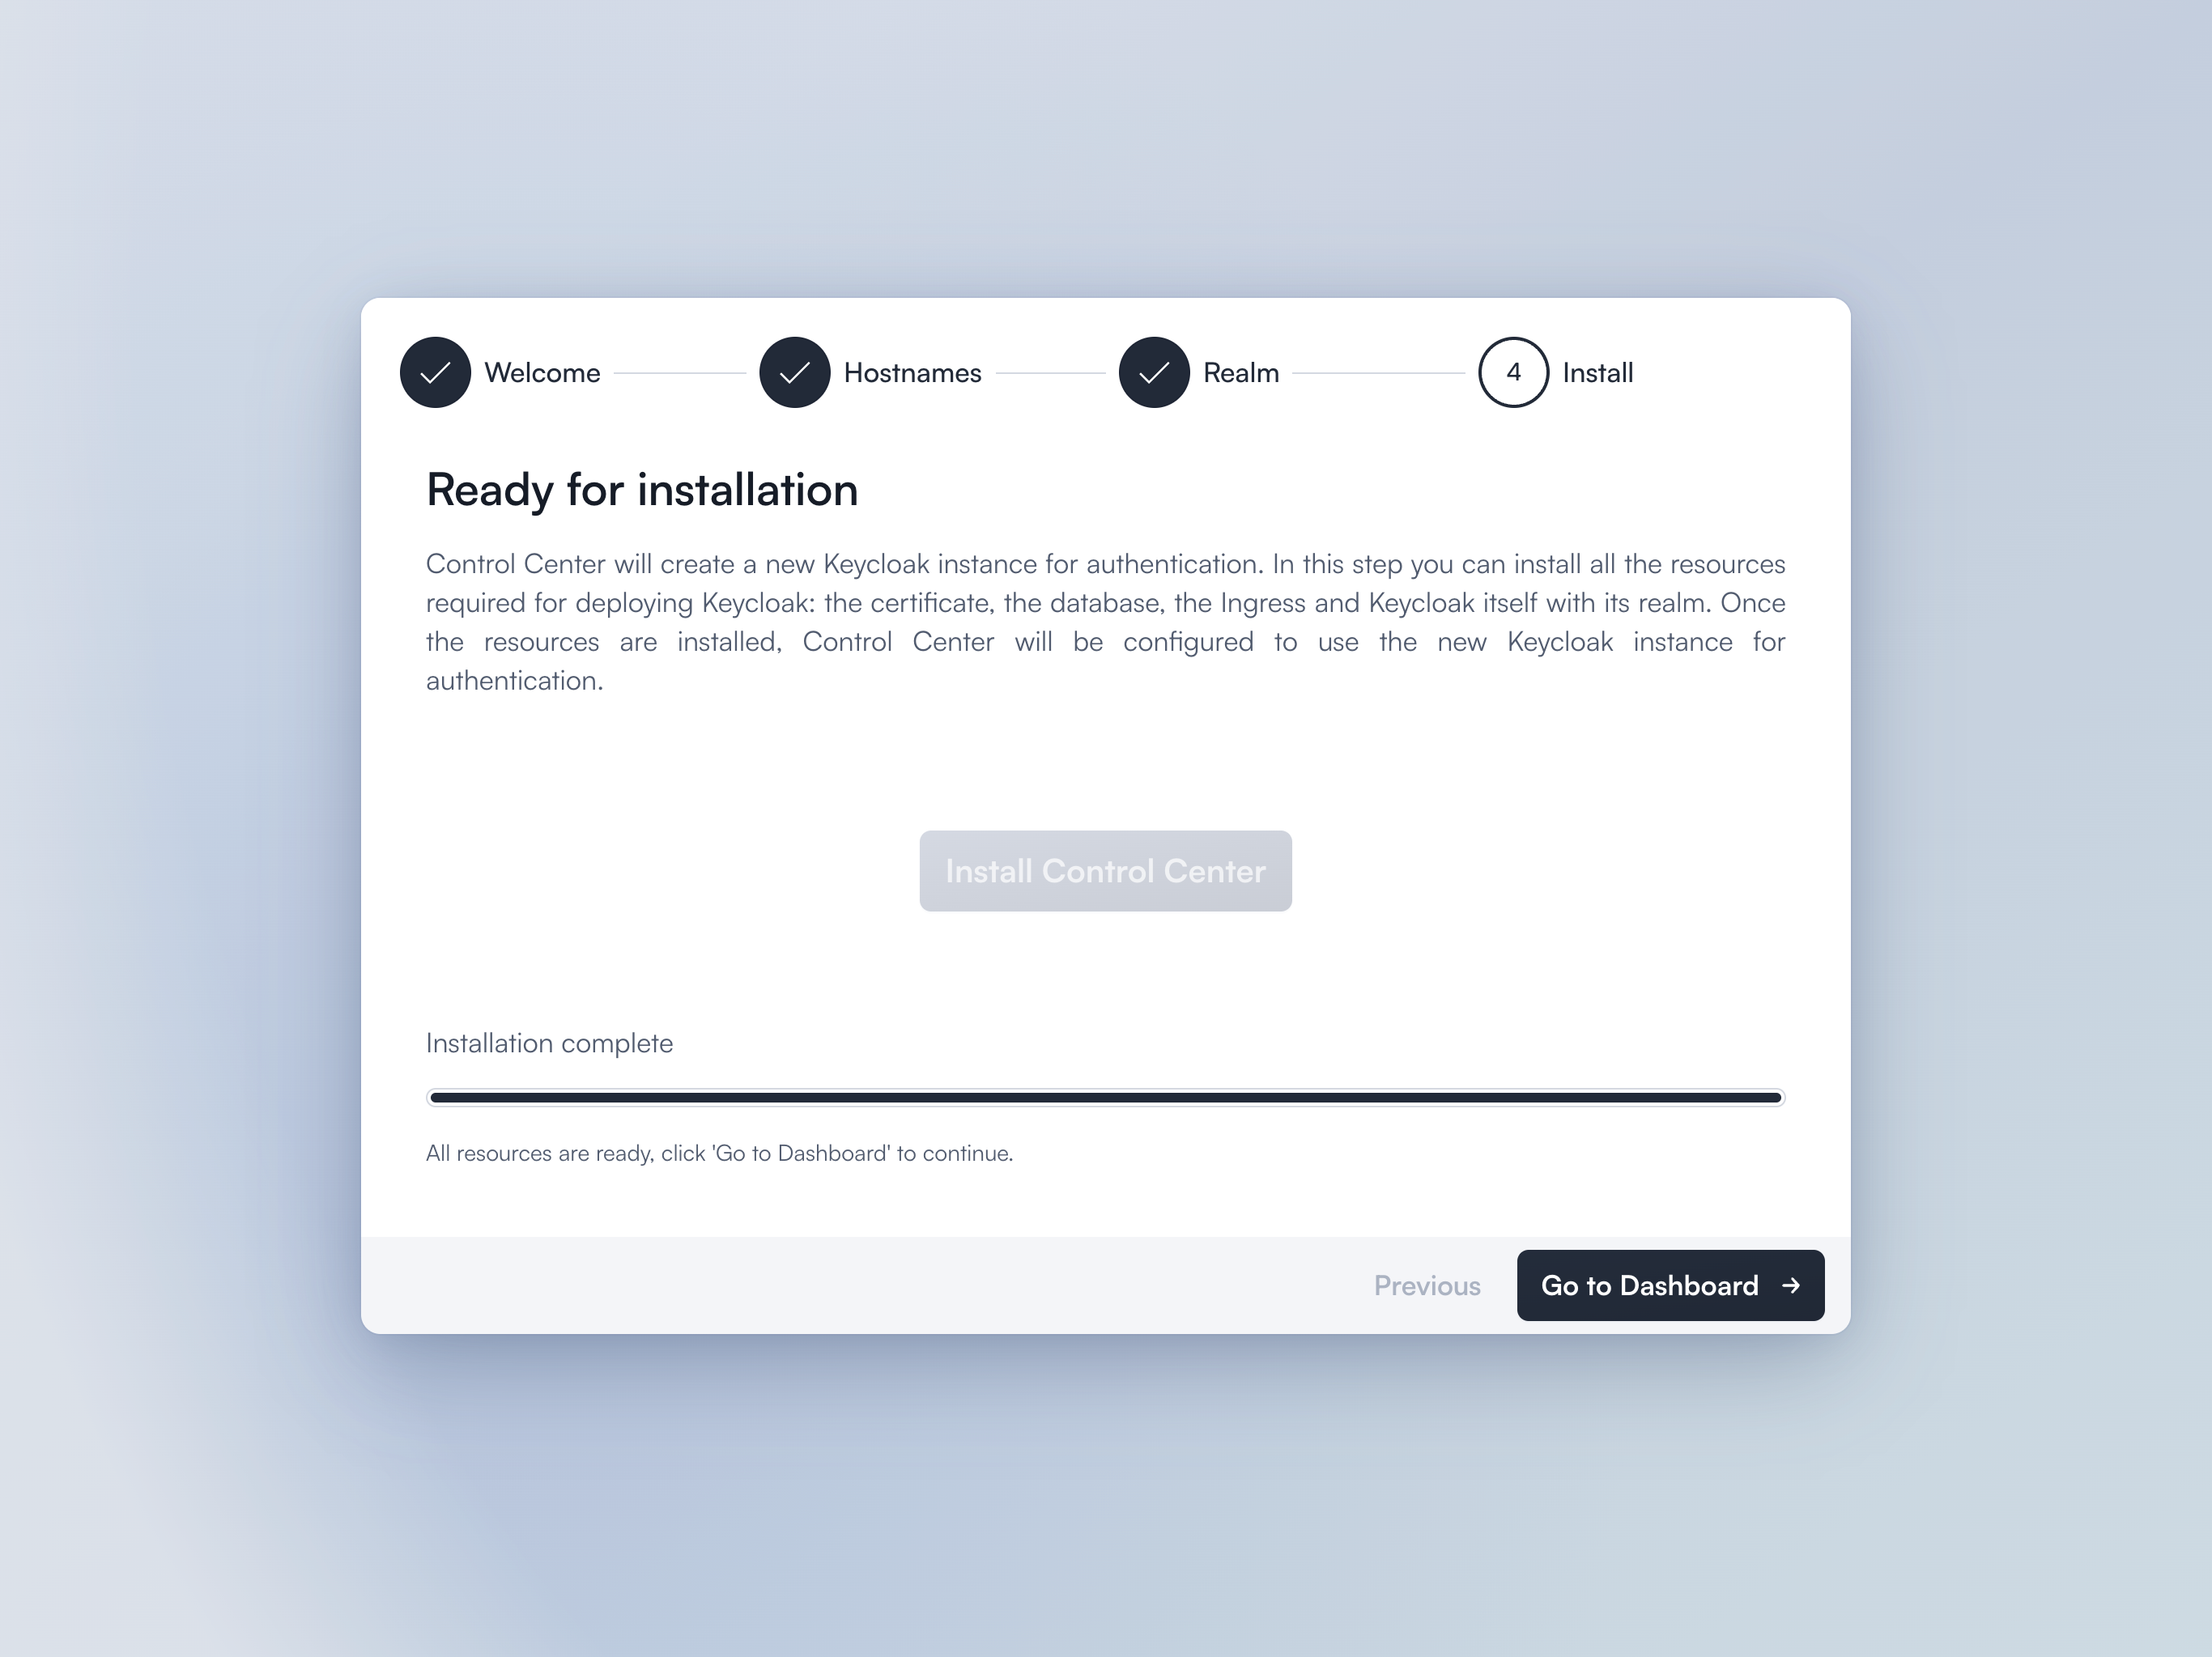 Welcome
Hostnames
Realm
4
Install
Ready for installation
Control Center will create a new Keycloak instance for authentication. In this step you can install all the resources
required for deploying Keycloak: the certificate, the database, the Ingress and Keycloak itself with its realm. Once
the resources are installed, Control Center will be configured to use the new Keycloak instance for
authentication.
Install Control Center
Installation complete
All resources are ready, click 'Go to Dashboard' to continue.
Previous
Go to Dashboard